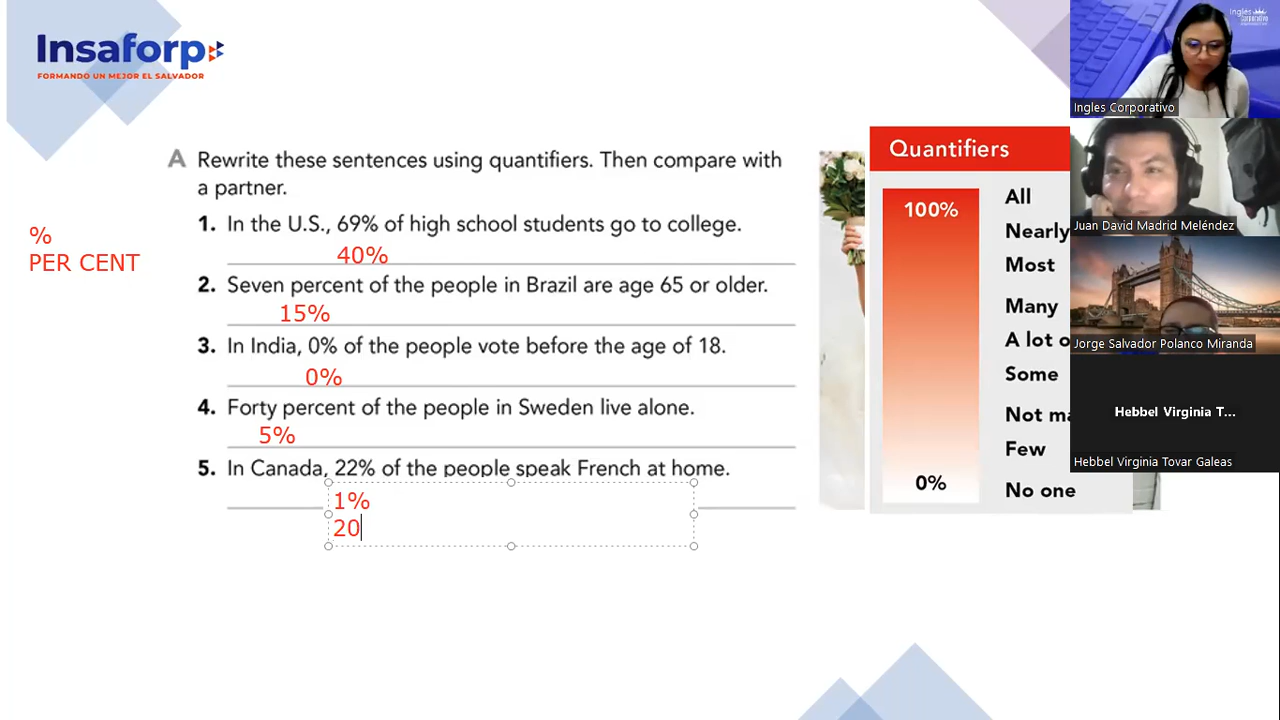 Insaforp
FORMANDO UN MEJOR EL SALVADOR
%
PER CENT
A Rewrite these sentences using quantifiers. Then compare with
a partner.
1. In the U.S., 69% of high school students go to college.
40%
2. Seven percent of the people in Brazil are age 65 or older.
15%
3. In India, 0% of the people vote before the age of 18.
0%
4. Forty percent of the people in Sweden live alone.
5%
5. In Canada, 22% of the people speak French at home.
1%
20
Quantifiers
100%
0%
All
Nearly
Most
Many
A lot o
Some
Not ma
Few
No one
Inglés
Corporativo
Ingles Corporativo
Juan David Madrid Meléndez
Jorge Salvador Polanco Miranda
Hebbel Virginia T...
Hebbel Virginia Tovar Galeas